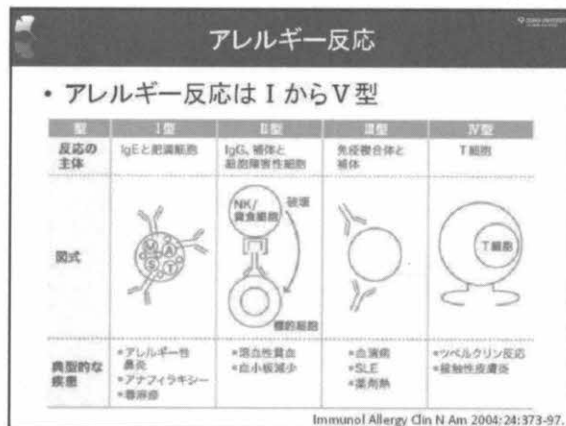 アレルギー反応
• アレルギー反応は I からV 型
型 I型 II型 III型 IV型
反応の主体 IgEと肥満細胞 IgG、補体と細胞障害性細胞 免疫複合体と補体 T細胞
図式
M A S T
NK/貪食細胞
破壊
標的細胞
T細胞
典型的な疾患
*アレルギー性鼻炎
*アナフィラキシー
*蕁麻疹
*溶血性貧血
*血小板減少
*血清病
*SLE
*薬剤熱
*ツベルクリン反応
*接触性皮膚炎
Immunol Allergy Clin N Am 2004;24:373-97.